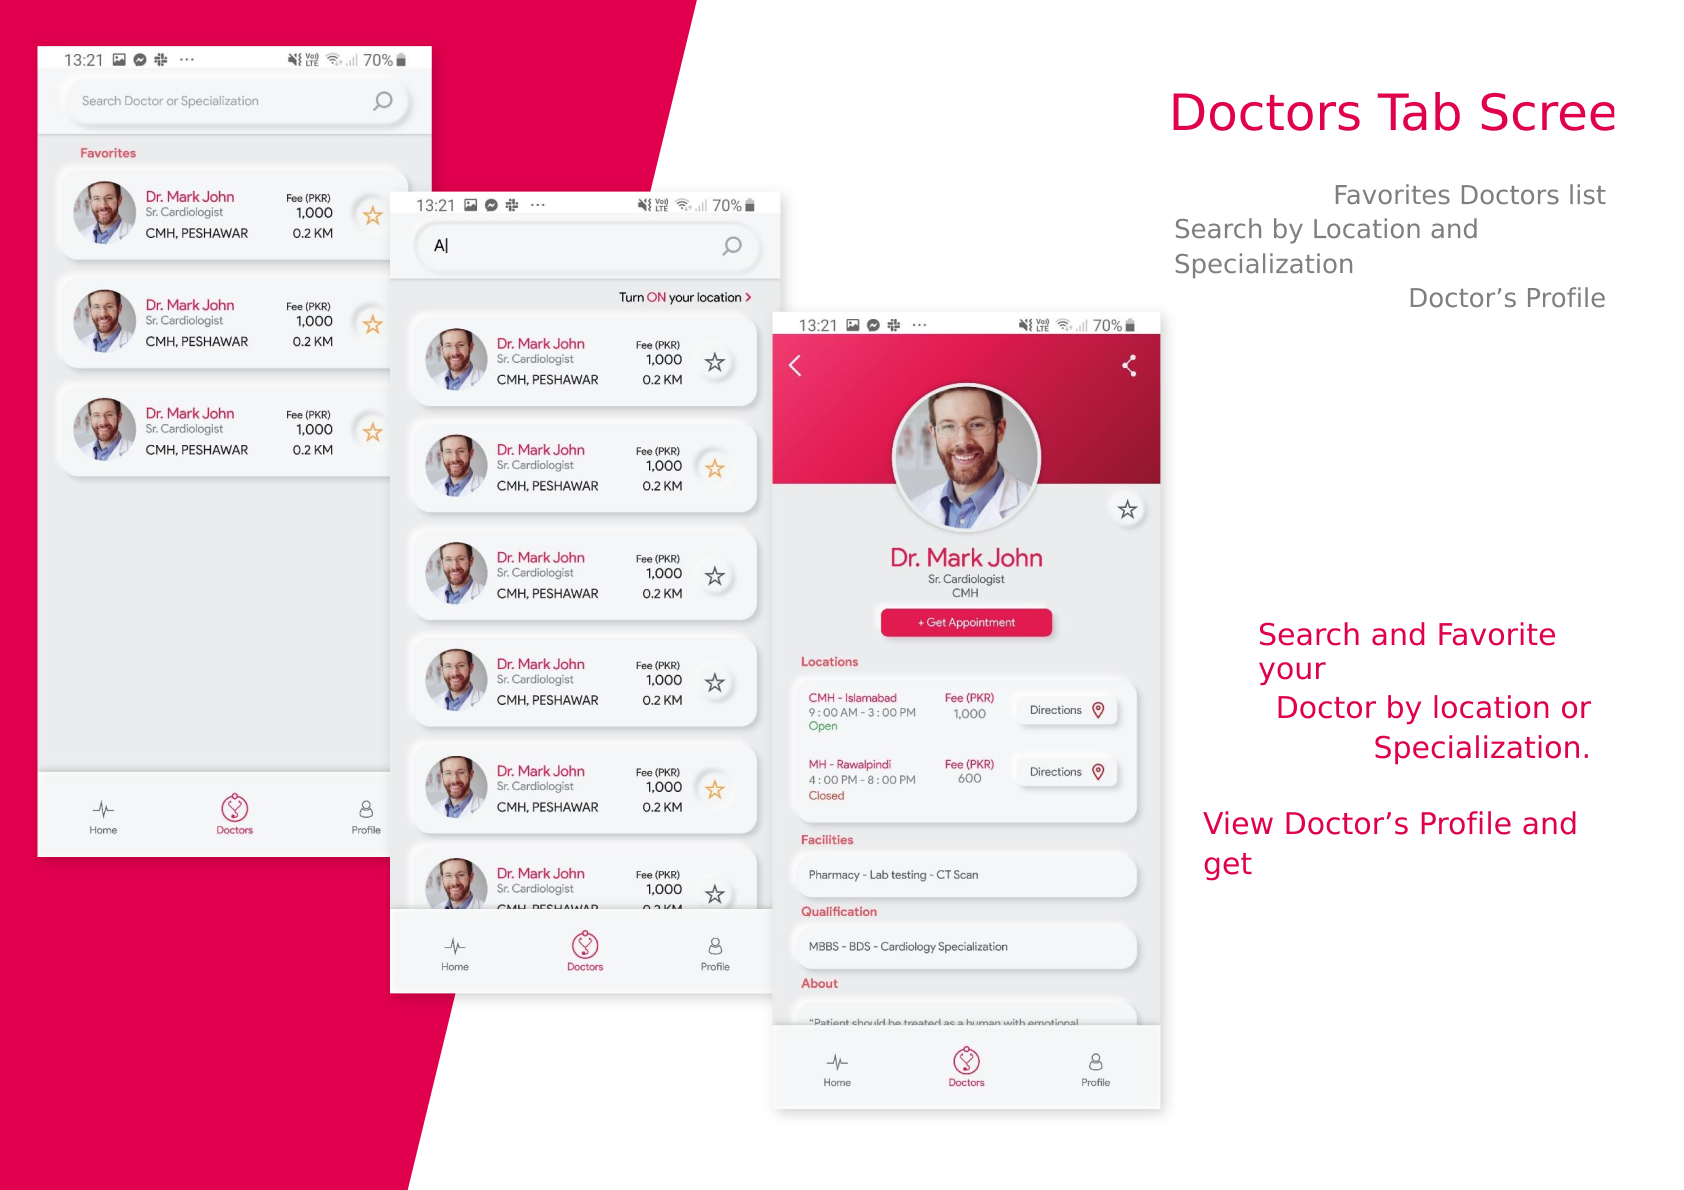 13:21 ... Vo)) LTE 70%
Search Doctor or Specialization
Favorites
Dr. Mark John
Sr. Cardiologist
CMH, PESHAWAR
Fee (PKR)
1,000
0.2 KM
Dr. Mark John
Sr. Cardiologist
CMH, PESHAWAR
Fee (PKR)
1,000
0.2 KM
Dr. Mark John
Sr. Cardiologist
CMH, PESHAWAR
Fee (PKR)
1,000
0.2 KM
Home
Doctors
Profile
13:21 ... Vo)) LTE 70%
A
Turn ON your location >
Dr. Mark John
Sr. Cardiologist
CMH, PESHAWAR
Fee (PKR)
1,000
0.2 KM
Dr. Mark John
Sr. Cardiologist
CMH, PESHAWAR
Fee (PKR)
1,000
0.2 KM
Dr. Mark John
Sr. Cardiologist
CMH, PESHAWAR
Fee (PKR)
1,000
0.2 KM
Dr. Mark John
Sr. Cardiologist
CMH, PESHAWAR
Fee (PKR)
1,000
0.2 KM
Dr. Mark John
Sr. Cardiologist
CMH, PESHAWAR
Fee (PKR)
1,000
0.2 KM
Dr. Mark John
Sr. Cardiologist
CMH, PESHAWAR
Fee (PKR)
1,000
0.2 KM
Home
Doctors
Profile
13:21 ... Vo)) LTE 70%
Dr. Mark John
Sr. Cardiologist
CMH
+ Get Appointment
Locations
CMH - Islamabad
9 : 00 AM - 3 : 00 PM
Open
Fee (PKR)
1,000
Directions
MH - Rawalpindi
4 : 00 PM - 8 : 00 PM
Closed
Fee (PKR)
600
Directions
Facilities
Pharmacy - Lab testing - CT Scan
Qualification
MBBS - BDS - Cardiology Specialization
About
"Patient should be treated as a human with emotional
Home
Doctors
Profile
Doctors Tab Scree
Favorites Doctors list
Search by Location and
Specialization
Doctor’s Profile
Search and Favorite
your
Doctor by location or
Specialization.
View Doctor’s Profile and
get